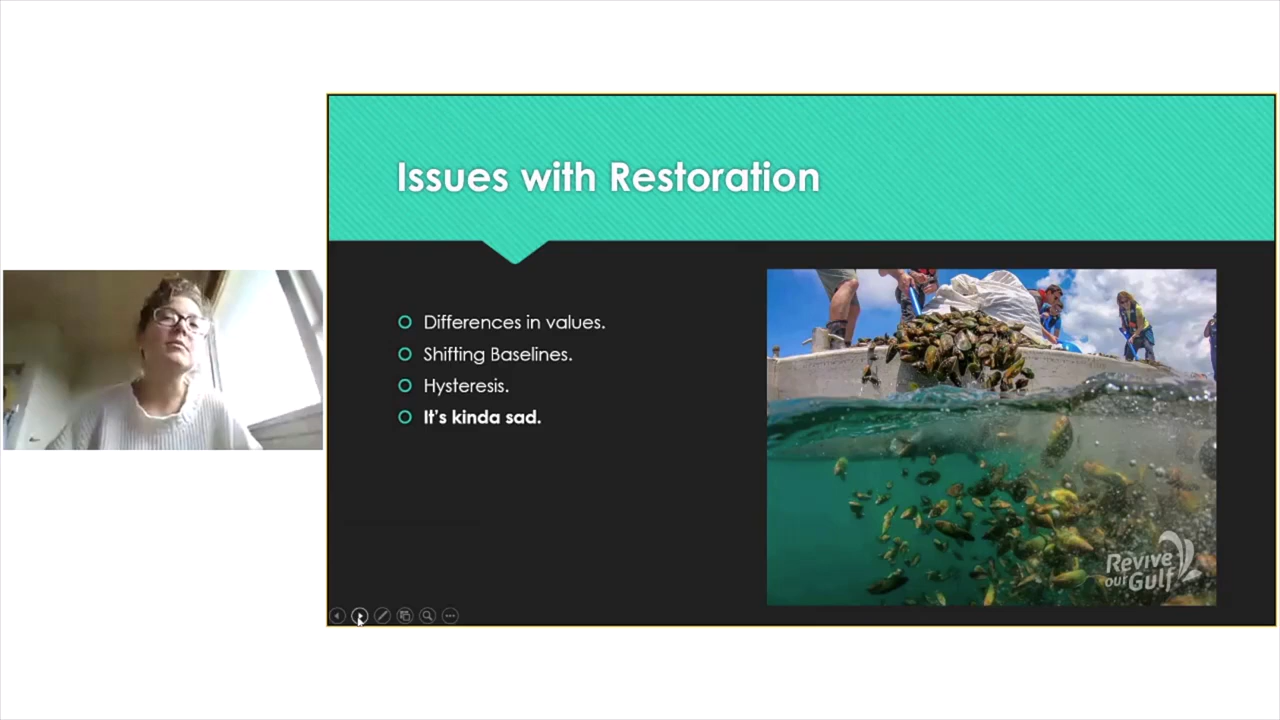 Issues with Restoration
Differences in values.
Shifting Baselines.
Hysteresis.
It's kinda sad.
Revive
our Gulf